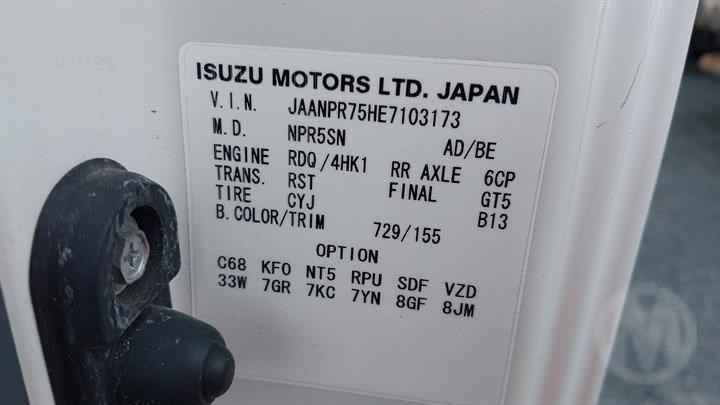 ISUZU MOTORS LTD. JAPAN
V.I.N. JAANPR75HE7103173
M.D. NPR5SN AD/BE
ENGINE RDQ/4HK1 RR AXLE 6CP
TRANS. RST FINAL GT5
TIRE CYJ B13
B.COLOR/TRIM 729/155
OPTION
C68 KFO NT5 RPU SDF VZD
33W 7GR 7KC 7YN 8GF 8JM
M